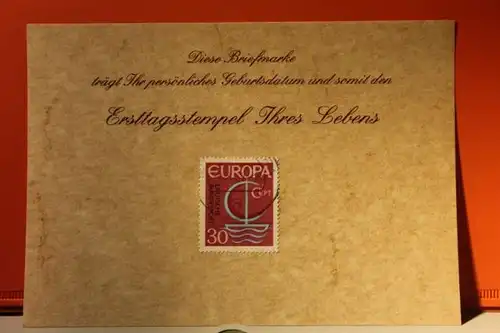 Diese Briefmarke
trägt Ihr persönliches Geburtsdatum und somit den
Ersttagsstempel Ihres Lebens
EUROPA
CEPT
30